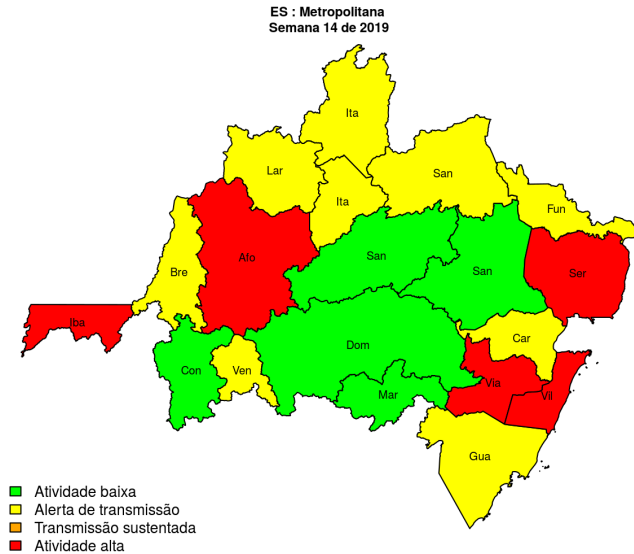 ES : Metropolitana
Semana 14 de 2019
Ita
Lar
San
Ita
Fun
Afo
San
San
Ser
Bre
Iba
Car
Dom
Con
Ven
Via
Mar
Vil
Gua
Atividade baixa
Alerta de transmissão
Transmissão sustentada
Atividade alta